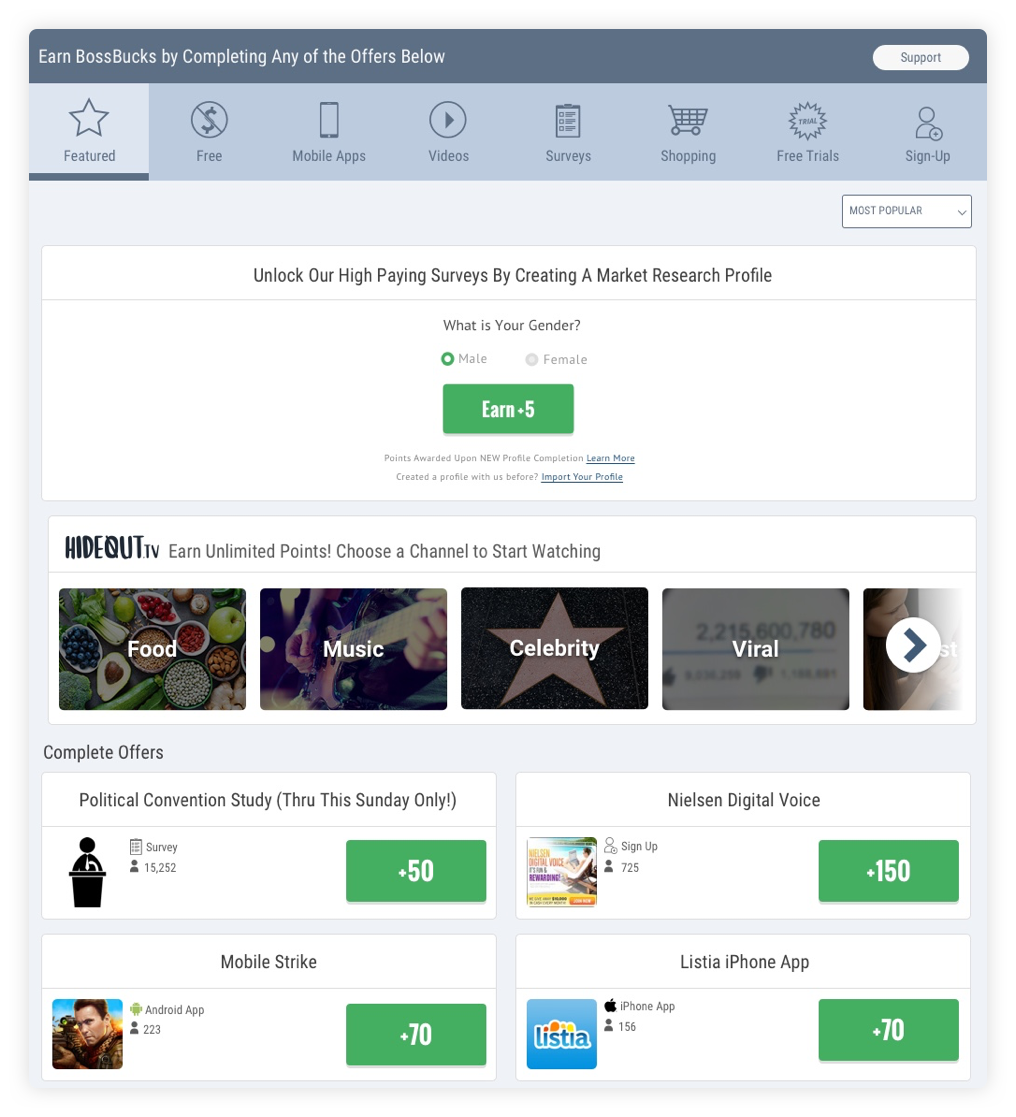 Earn BossBucks by Completing Any of the Offers Below
Support
Featured
Free
Mobile Apps
Videos
Surveys
Shopping
TRIAL
Free Trials
Sign-Up
MOST POPULAR
Unlock Our High Paying Surveys By Creating A Market Research Profile
What is Your Gender?
Male
Female
Earn +5
Points Awarded Upon NEW Profile Completion Learn More
Created a profile with us before? Import Your Profile
HIDEOUT.TV Earn Unlimited Points! Choose a Channel to Start Watching
Food
Music
Celebrity
2,215,600,780
Viral
st
Complete Offers
Political Convention Study (Thru This Sunday Only!)
Survey
15,252
+50
Nielsen Digital Voice
NIELSEN
DIGITAL VOICE
IT'S FUN &
REWARDING!
JOIN NOW
Sign Up
725
+150
Mobile Strike
Android App
223
+70
Listia iPhone App
listia
iPhone App
156
+70